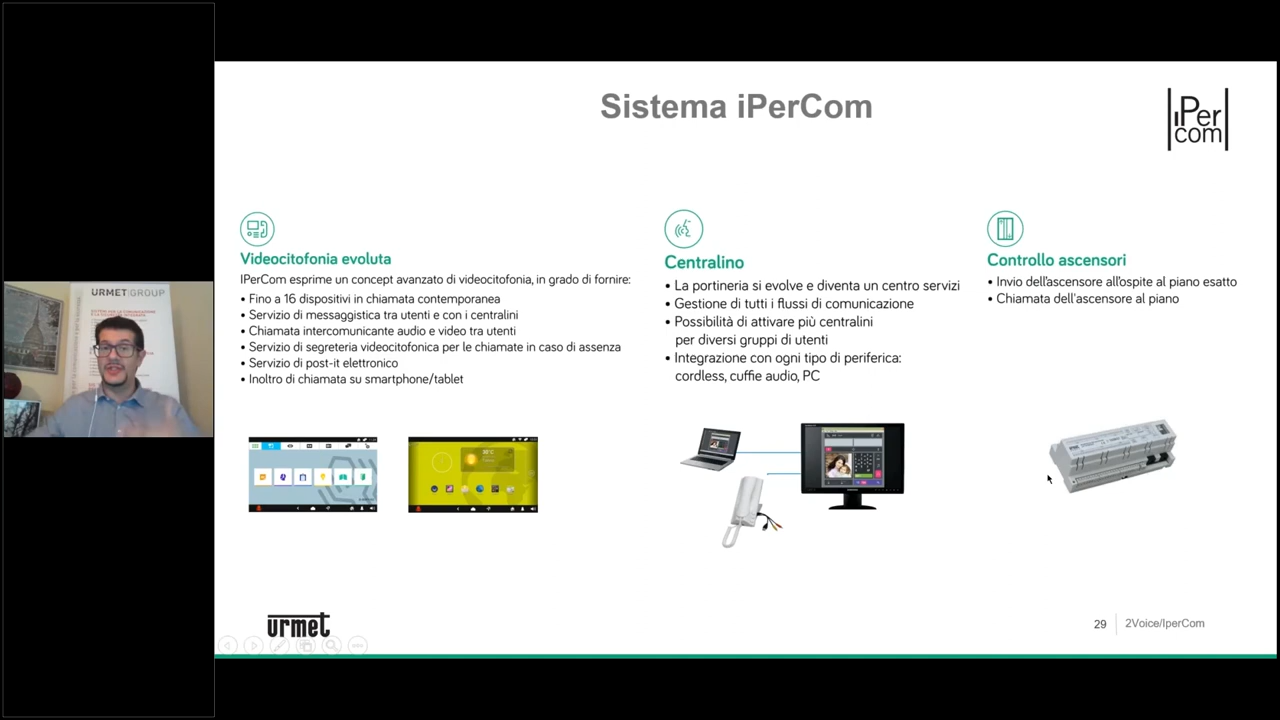 Sistema iPerCom
iPer
com
Videocitofonia evoluta
IPerCom esprime un concept avanzato di videocitofonia, in grado di fornire:
• Fino a 16 dispositivi in chiamata contemporanea
• Servizio di messaggistica tra utenti e con i centralini
• Chiamata intercomunicante audio e video tra utenti
• Servizio di segreteria videocitofonica per le chiamate in caso di assenza
• Servizio di post-it elettronico
• Inoltro di chiamata su smartphone/tablet
Centralino
• La portineria si evolve e diventa un centro servizi
• Gestione di tutti i flussi di comunicazione
• Possibilità di attivare più centralini
per diversi gruppi di utenti
• Integrazione con ogni tipo di periferica:
cordless, cuffie audio, PC
Controllo ascensori
• Invio dell'ascensore all'ospite al piano esatto
• Chiamata dell'ascensore al piano
URMET GROUP
urmet
29
2Voice/IperCom